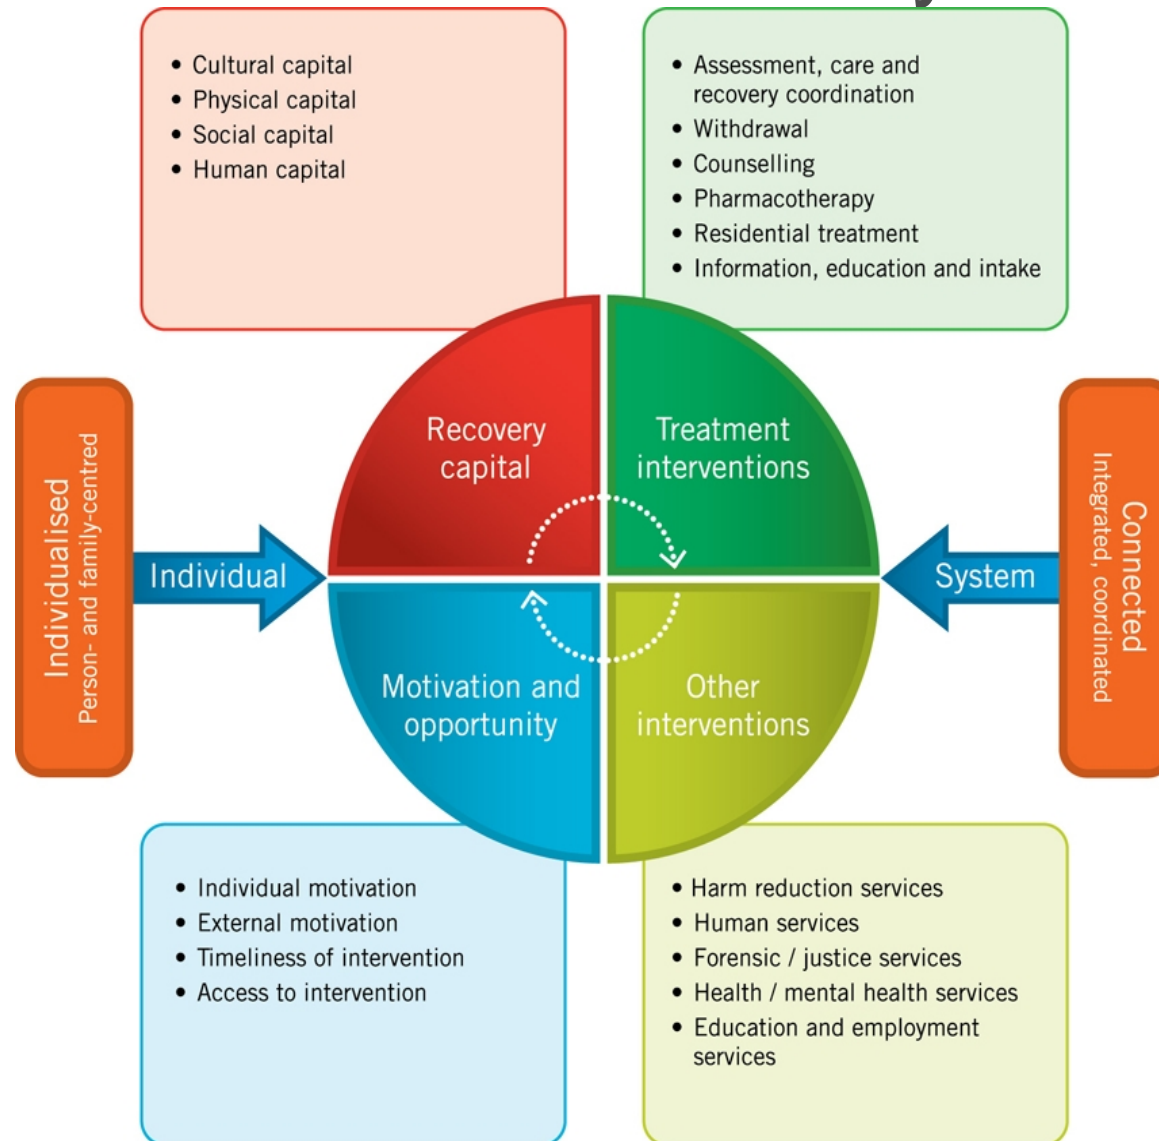 • Cultural capital
• Physical capital
• Social capital
• Human capital
• Assessment, care and
recovery coordination
• Withdrawal
• Counselling
• Pharmacotherapy
• Residential treatment
• Information, education and intake
Individualised
Person- and family-centred
Individual
Recovery
capital
Treatment
interventions
Motivation and
opportunity
Other
interventions
System
Connected
Integrated, coordinated
• Individual motivation
• External motivation
• Timeliness of intervention
• Access to intervention
• Harm reduction services
• Human services
• Forensic / justice services
• Health / mental health services
• Education and employment
services